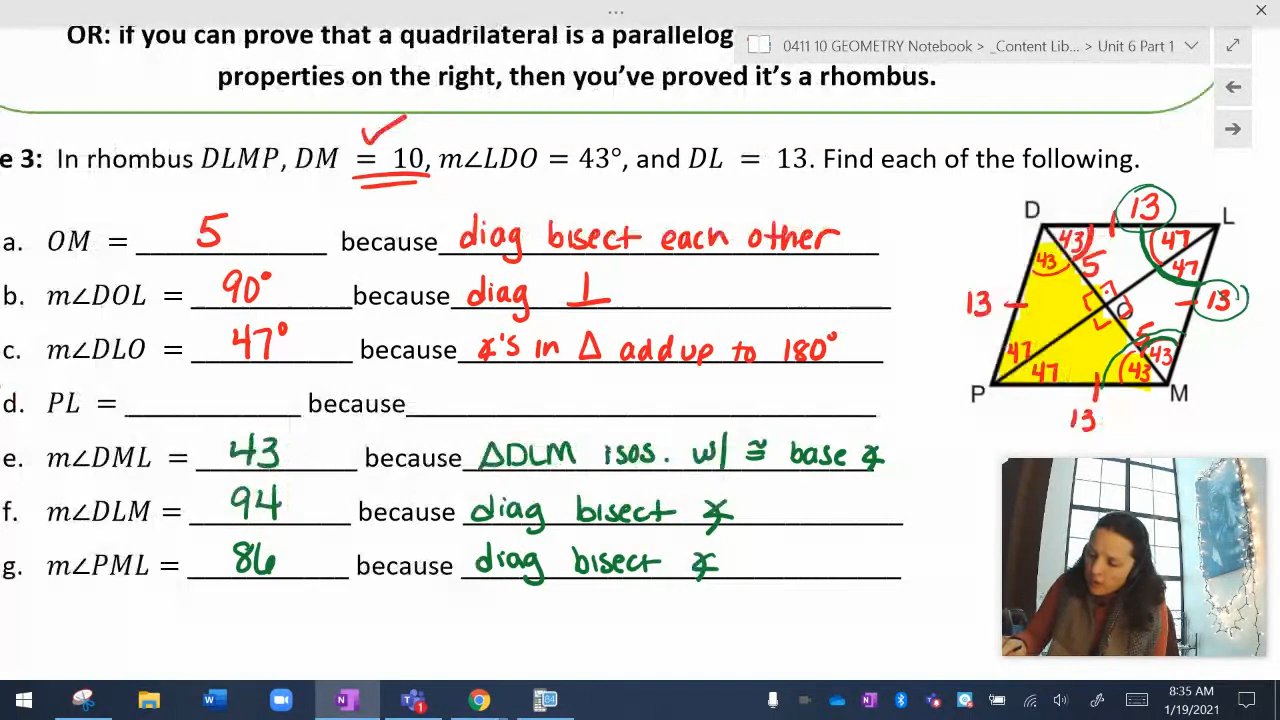 OR: if you can prove that a quadrilateral is a parallelog
properties on the right, then you've proved it's a rhombus.
0411 10 GEOMETRY Notebook > _Content Lib... > Unit 6 Part 1
e 3: In rhombus DLMP, DM = 10, m∠LDO = 43°, and DL = 13. Find each of the following.
a. OM = 5 because diag bisect each other
b. m∠DOL = 90° because diag ⊥
c. m∠DLO = 47° because ∠'s in Δ add up to 180°
d. PL = ____ because ____
e. m∠DML = 43 because ΔDLM isos. w/ ≅ base ∠
f. m∠DLM = 94 because diag bisect ∠
g. m∠PML = 86 because diag bisect ∠
D 13 L
43 47
43 5 47
13 O 13
5
47 43
47 43
P M
13
84
1
8:35 AM
1/19/2021